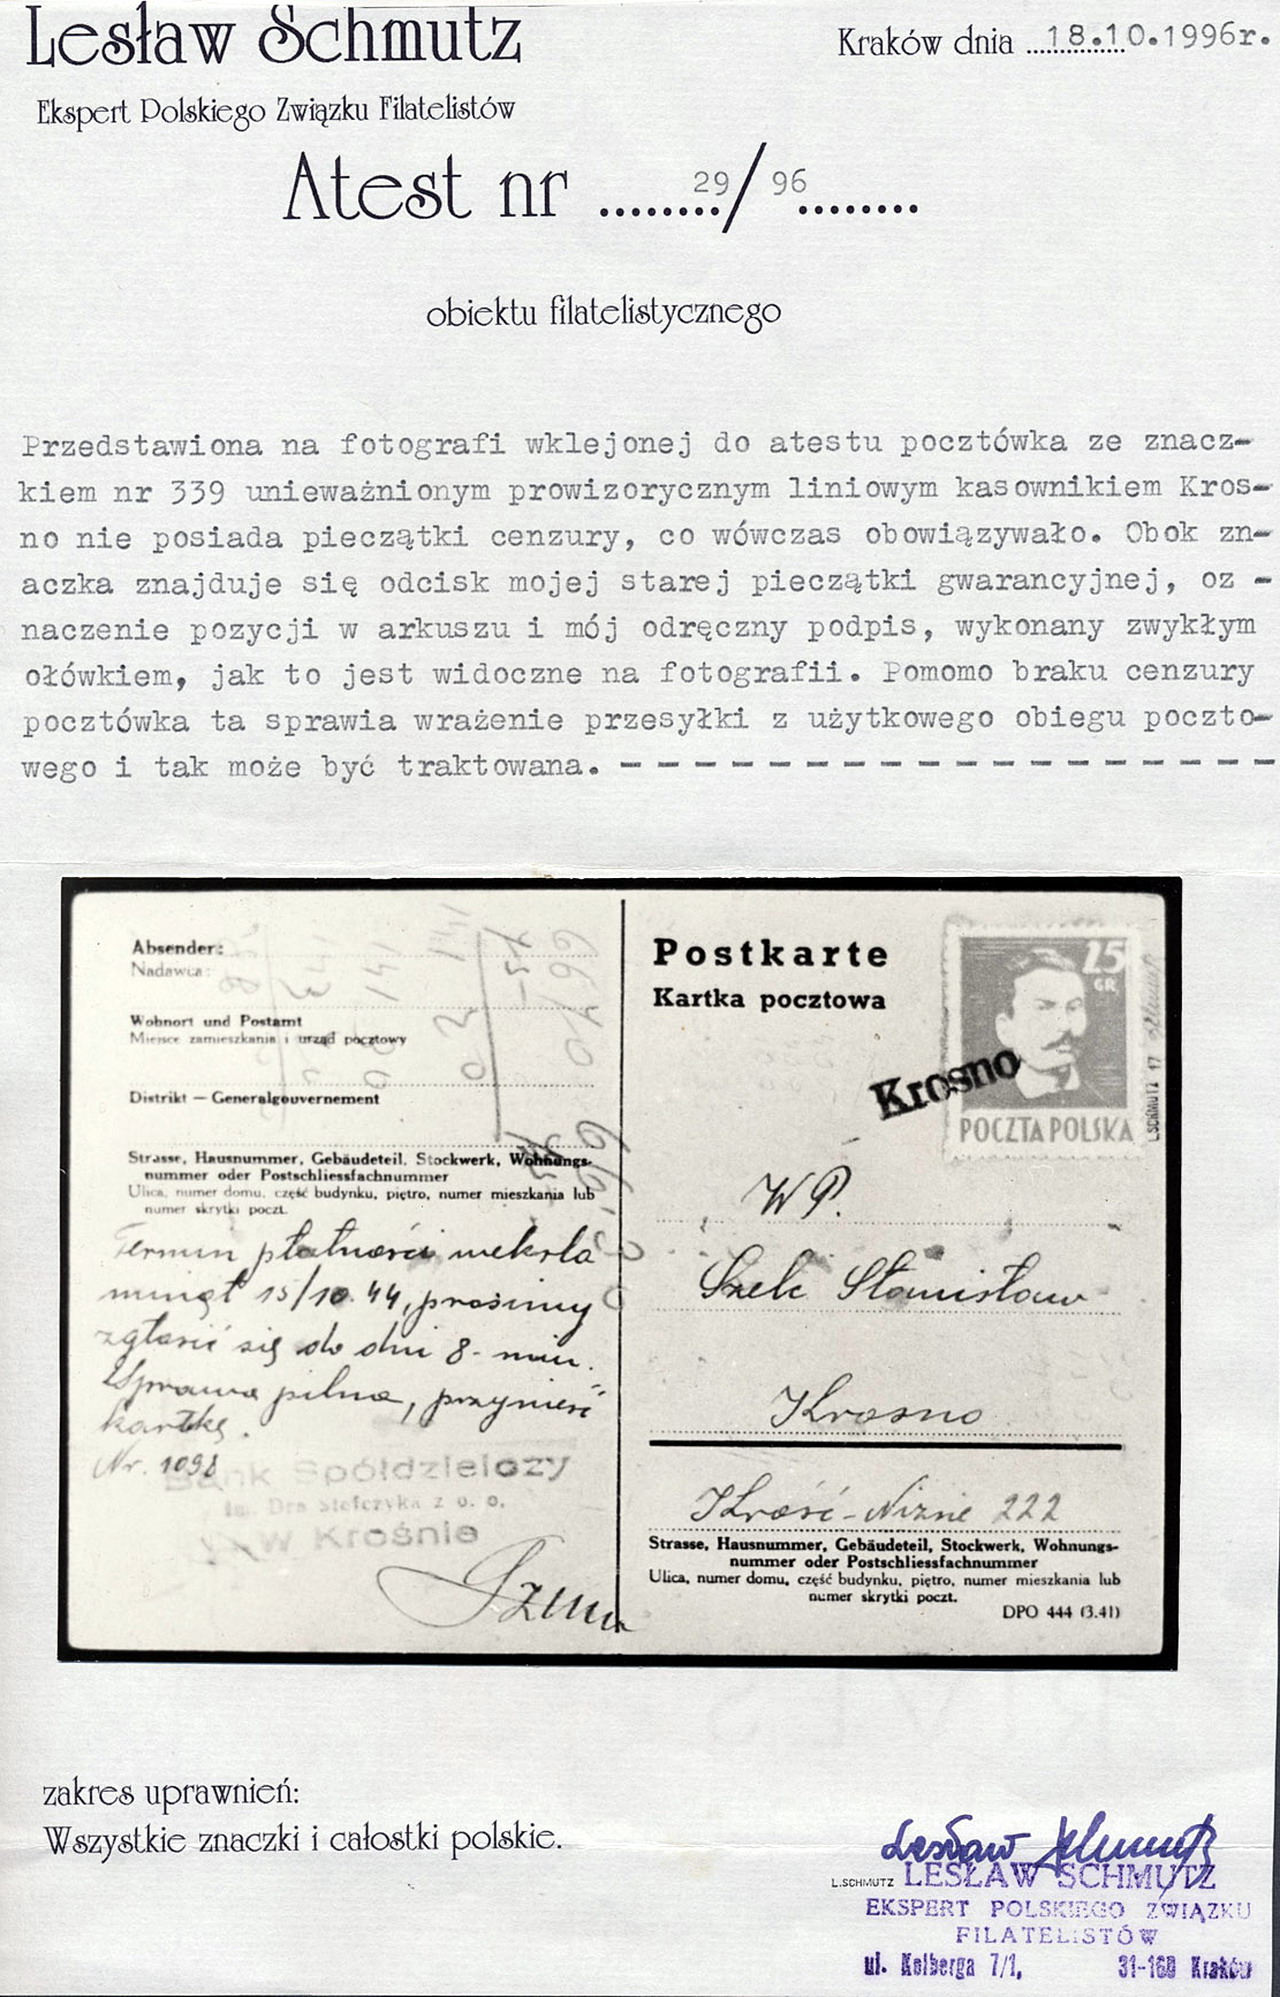 Lesław Schmutz
Kraków dnia 18.10.1996r.
Ekspert Polskiego Związku Filatelistów
Atest nr ........29/96........
obiektu filatelistycznego
Przedstawiona na fotografi wklejonej do atestu pocztówka ze znacz-
kiem nr 339 unieważnionym prowizorycznym liniowym kasownikiem Kros-
no nie posiada pieczątki cenzury, co wówczas obowiązywało. Obok zn-
aczka znajduje się odcisk mojej starej pieczątki gwarancyjnej, oz -
naczenie pozycji w arkuszu i mój odręczny podpis, wykonany zwykłym
ołówkiem, jak to jest widoczne na fotografii. Pomomo braku cenzury
pocztówka ta sprawia wrażenie przesyłki z użytkowego obiegu poczto-
wego i tak może być traktowana. - - - - - - - - - - - - - - - - - -
Absender:
Nadawca:
Wohnort und Postamt
Miejsce zamieszkania i urząd pocztowy
Distrikt — Generalgouvernement
Strasse, Hausnummer, Gebäudeteil, Stockwerk, Wohnungs-
nummer oder Postschliessfachnummer
Ulica, numer domu, część budynku, piętro, numer mieszkania lub
numer skrytki poczt.
Termin płatności weksla
minął 15/10.44, prosimy
zgłosić się do dni 8-miu.
Sprawa pilna, przynieść
kartkę.
Nr. 1098
Bank Spółdzielczy
im. Dra Stefczyka z o. o.
w Krośnie
Postkarte
Kartka pocztowa
25
GR
POCZTA POLSKA
L.SCHMUTZ 17
Krosno
WP.
Szelc Stanisław
Krosno
Krość-Niżne 222
Strasse, Hausnummer, Gebäudeteil, Stockwerk, Wohnungs-
nummer oder Postschliessfachnummer
Ulica, numer domu, część budynku, piętro, numer mieszkania lub
numer skrytki poczt.
DPO 444 (3.41)
zakres uprawnień:
Wszystkie znaczki i całostki polskie.
Lesław Schmutz
L.SCHMUTZ LESŁAW SCHMUTZ
EKSPERT POLSKIEGO ZWIĄZKU
FILATELISTÓW
ul. Kolberga 7/1, 31-160 Kraków